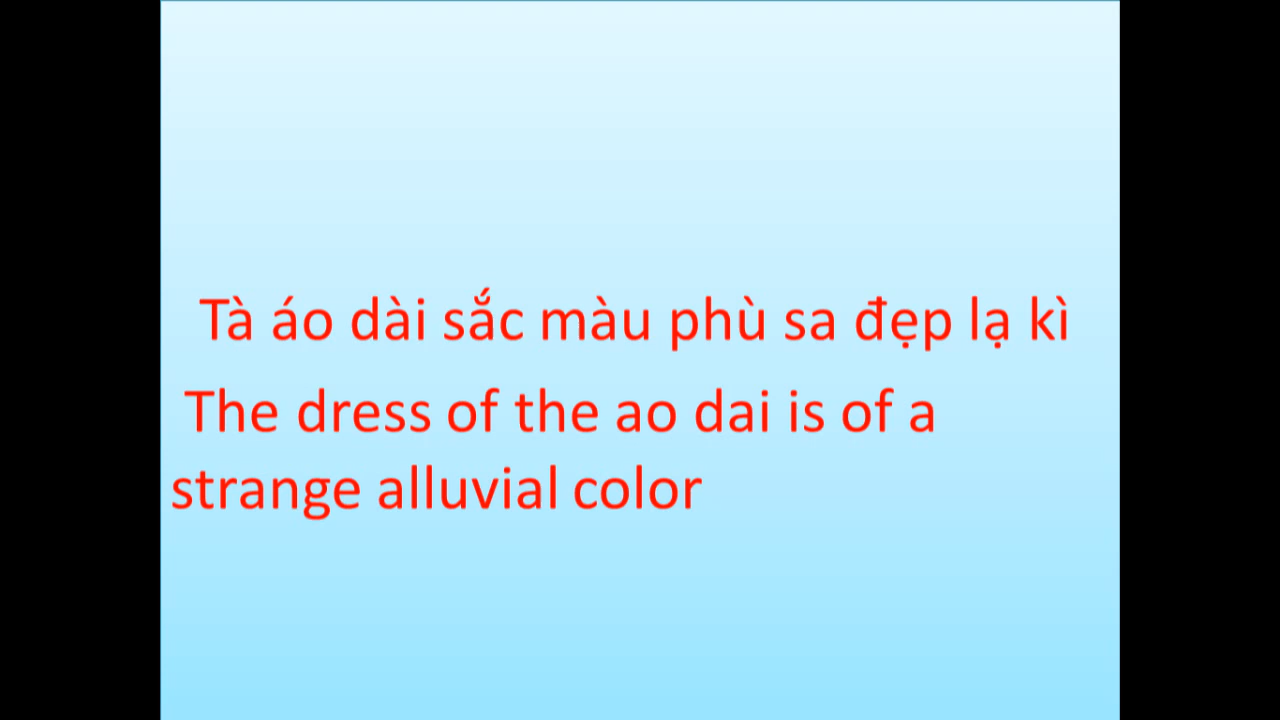 Tà áo dài sắc màu phù sa đẹp lạ kì
The dress of the ao dai is of a
strange alluvial color